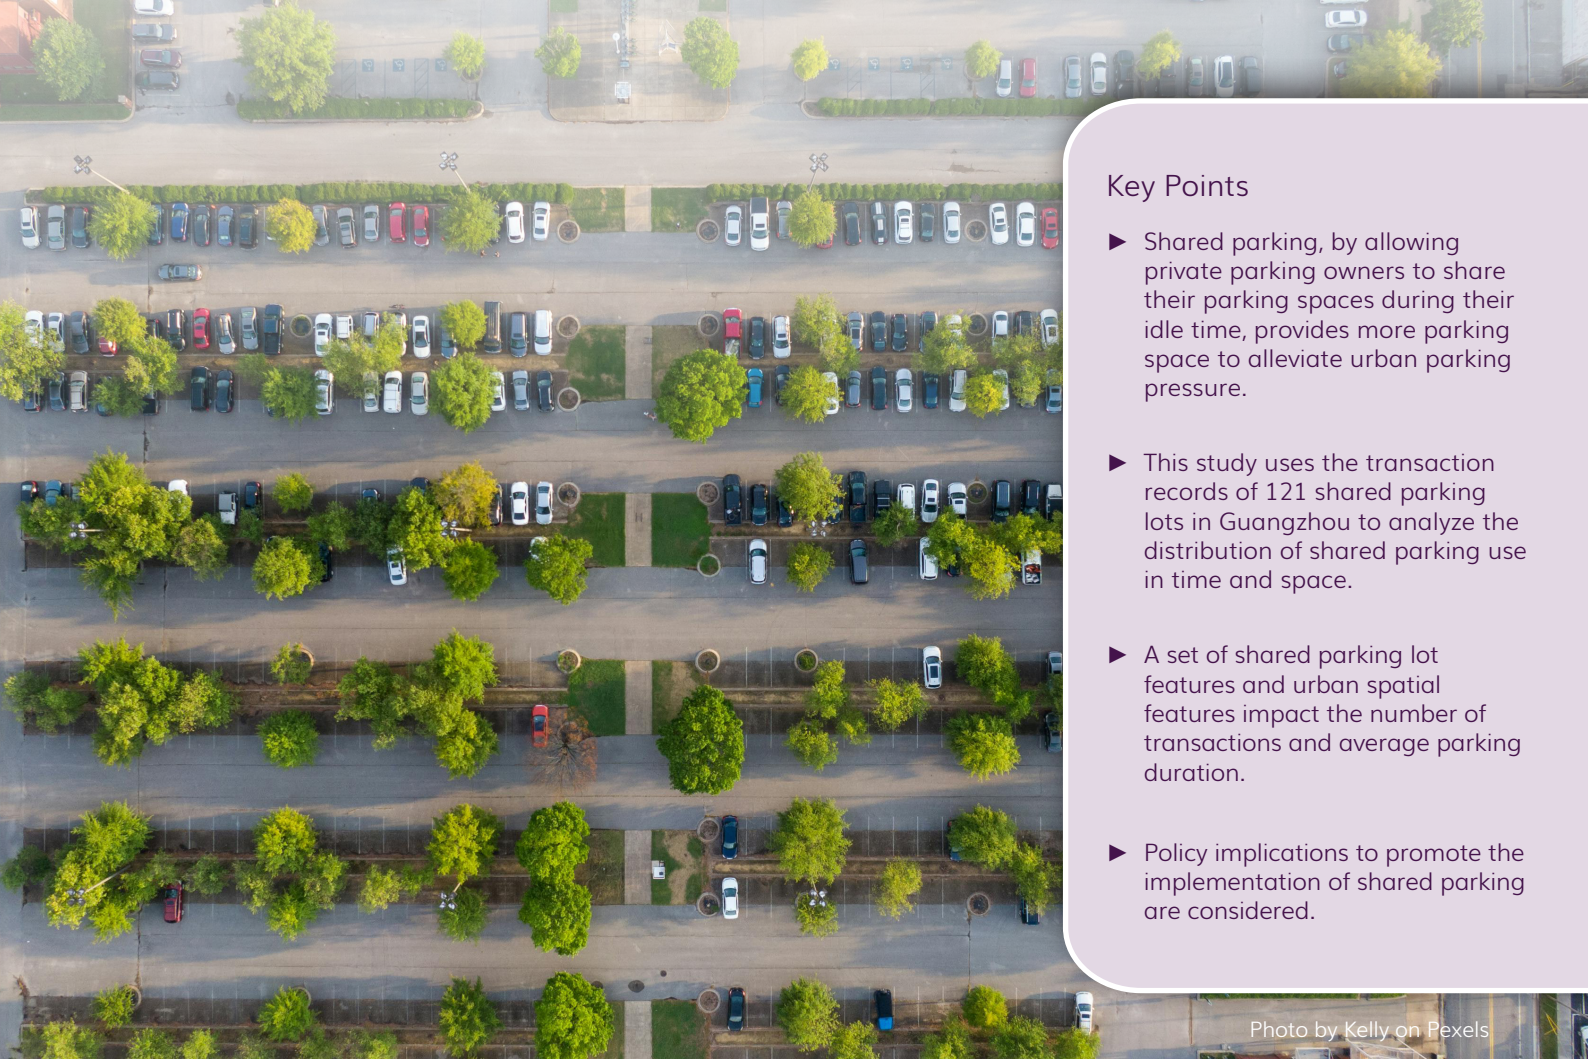 Key Points
► Shared parking, by allowing
private parking owners to share
their parking spaces during their
idle time, provides more parking
space to alleviate urban parking
pressure.
► This study uses the transaction
records of 121 shared parking
lots in Guangzhou to analyze the
distribution of shared parking use
in time and space.
► A set of shared parking lot
features and urban spatial
features impact the number of
transactions and average parking
duration.
► Policy implications to promote the
implementation of shared parking
are considered.
Photo by Kelly on Pexels